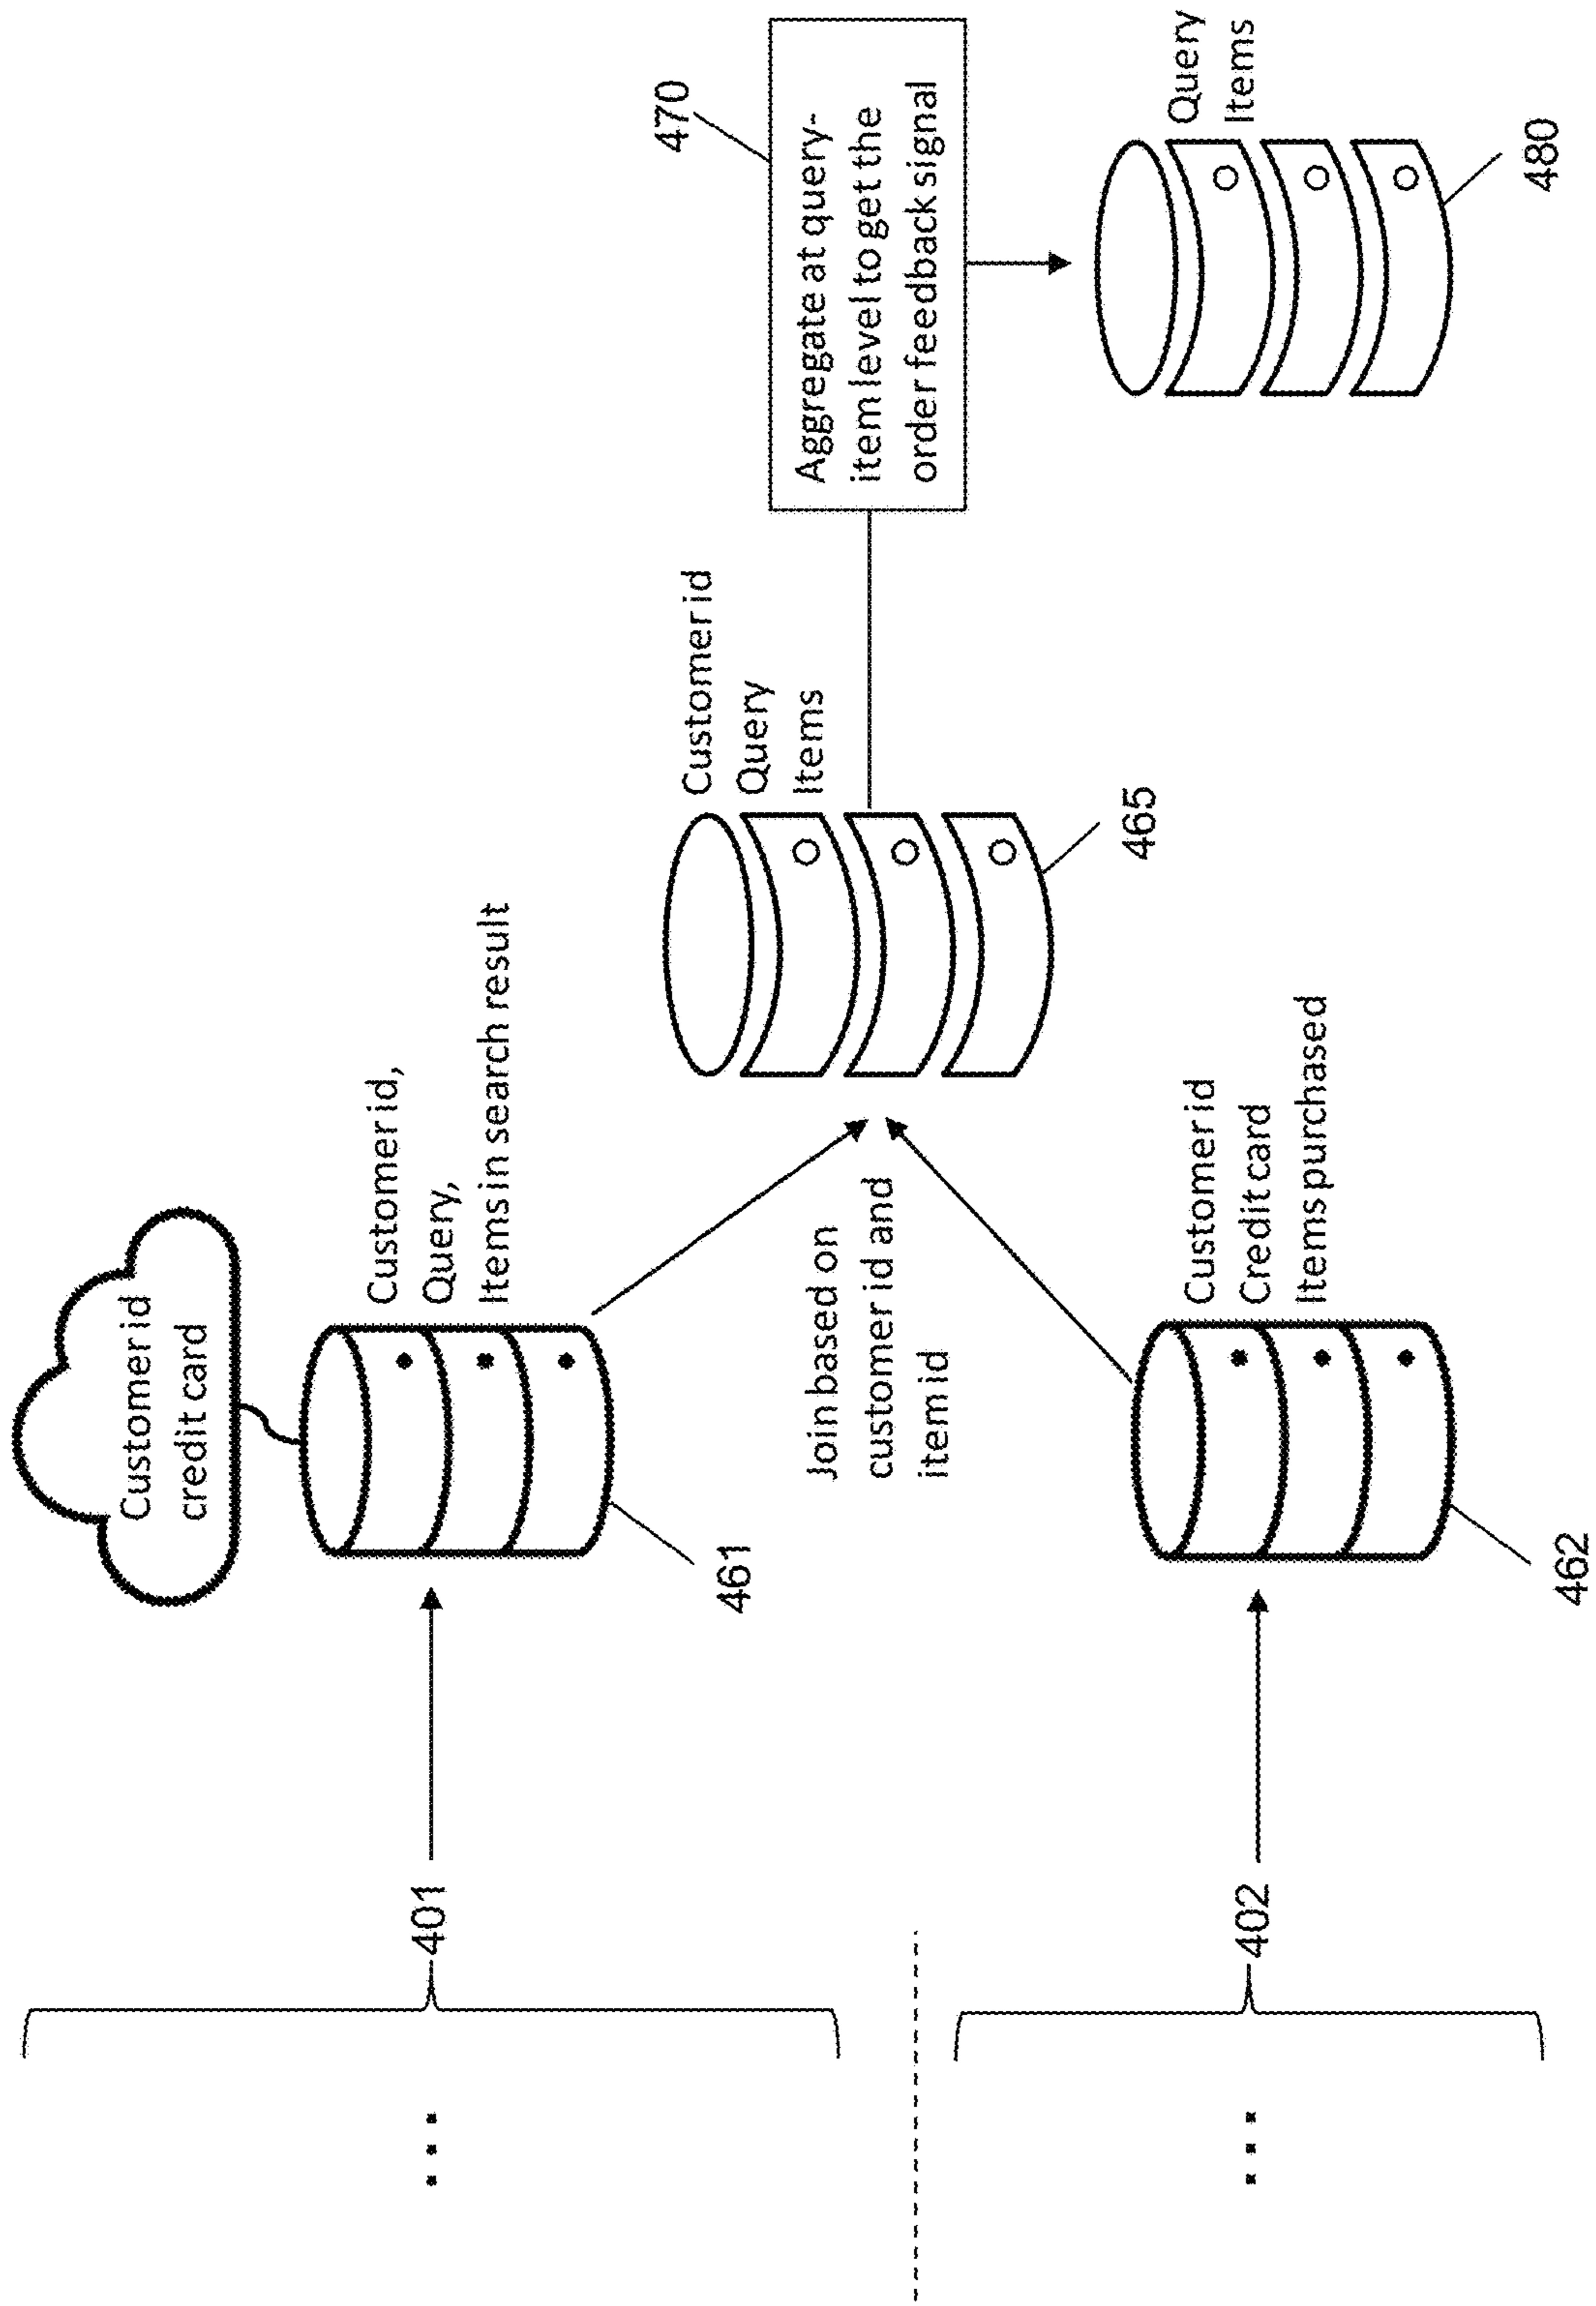 Customer id
credit card
Customer id,
Query,
Items in search result
461
401
Customer id
Query
Items
465
470
Aggregate at query-
item level to get the
order feedback signal
Query
Items
480
Join based on
customer id and
item id
Customer id
Credit card
Items purchased
462
402